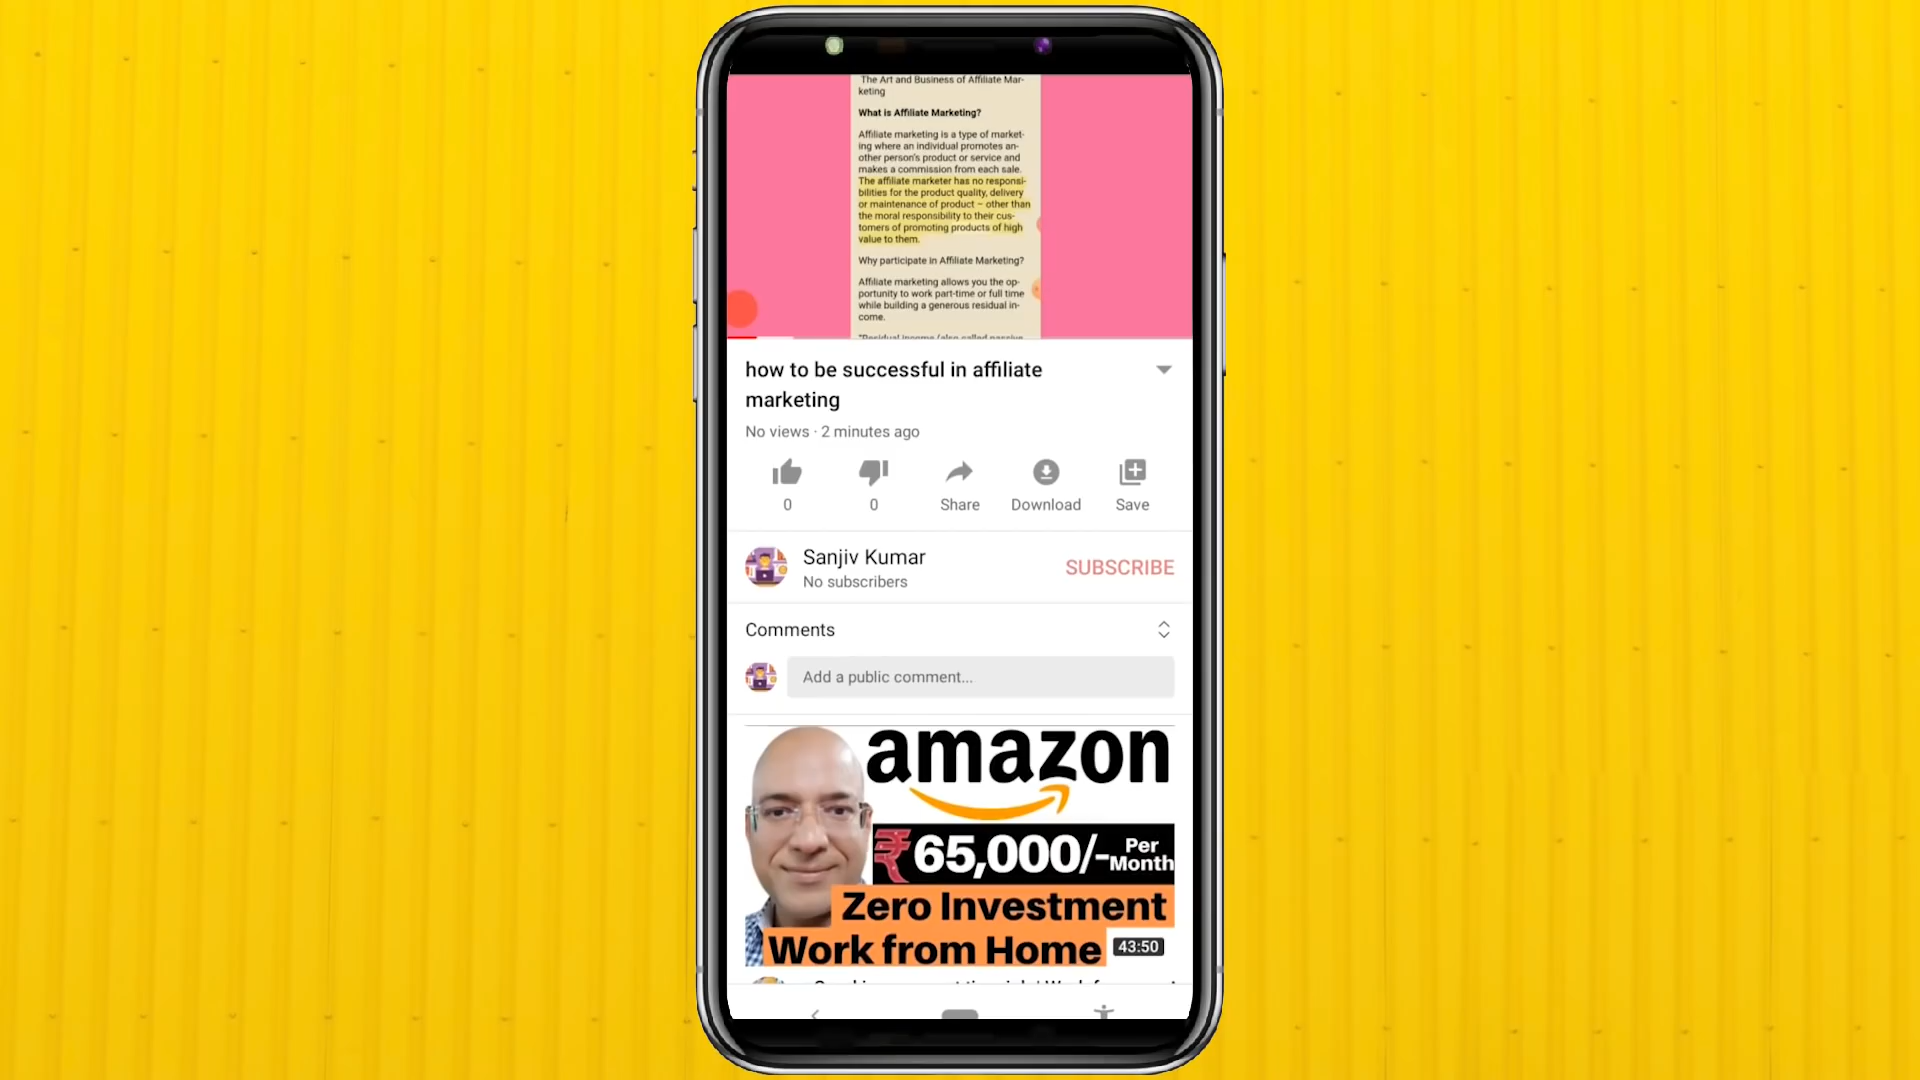 The Art and Business of Affiliate Mar-
keting
What is Affiliate Marketing?
Affiliate marketing is a type of market-
ing where an individual promotes an-
other person's product or service and
makes a commission from each sale.
The affiliate marketer has no responsi-
bilities for the product quality, delivery
or maintenance of product – other than
the moral responsibility to their cus-
tomers of promoting products of high
value to them.
Why participate in Affiliate Marketing?
Affiliate marketing allows you the op-
portunity to work part-time or full time
while building a generous residual in-
come.
"Residual income (also called passive
how to be successful in affiliate
marketing
No views · 2 minutes ago
0
0
Share
Download
Save
Sanjiv Kumar
No subscribers
SUBSCRIBE
Comments
Add a public comment...
amazon
₹65,000/- Per
Month
Zero Investment
Work from Home
43:50